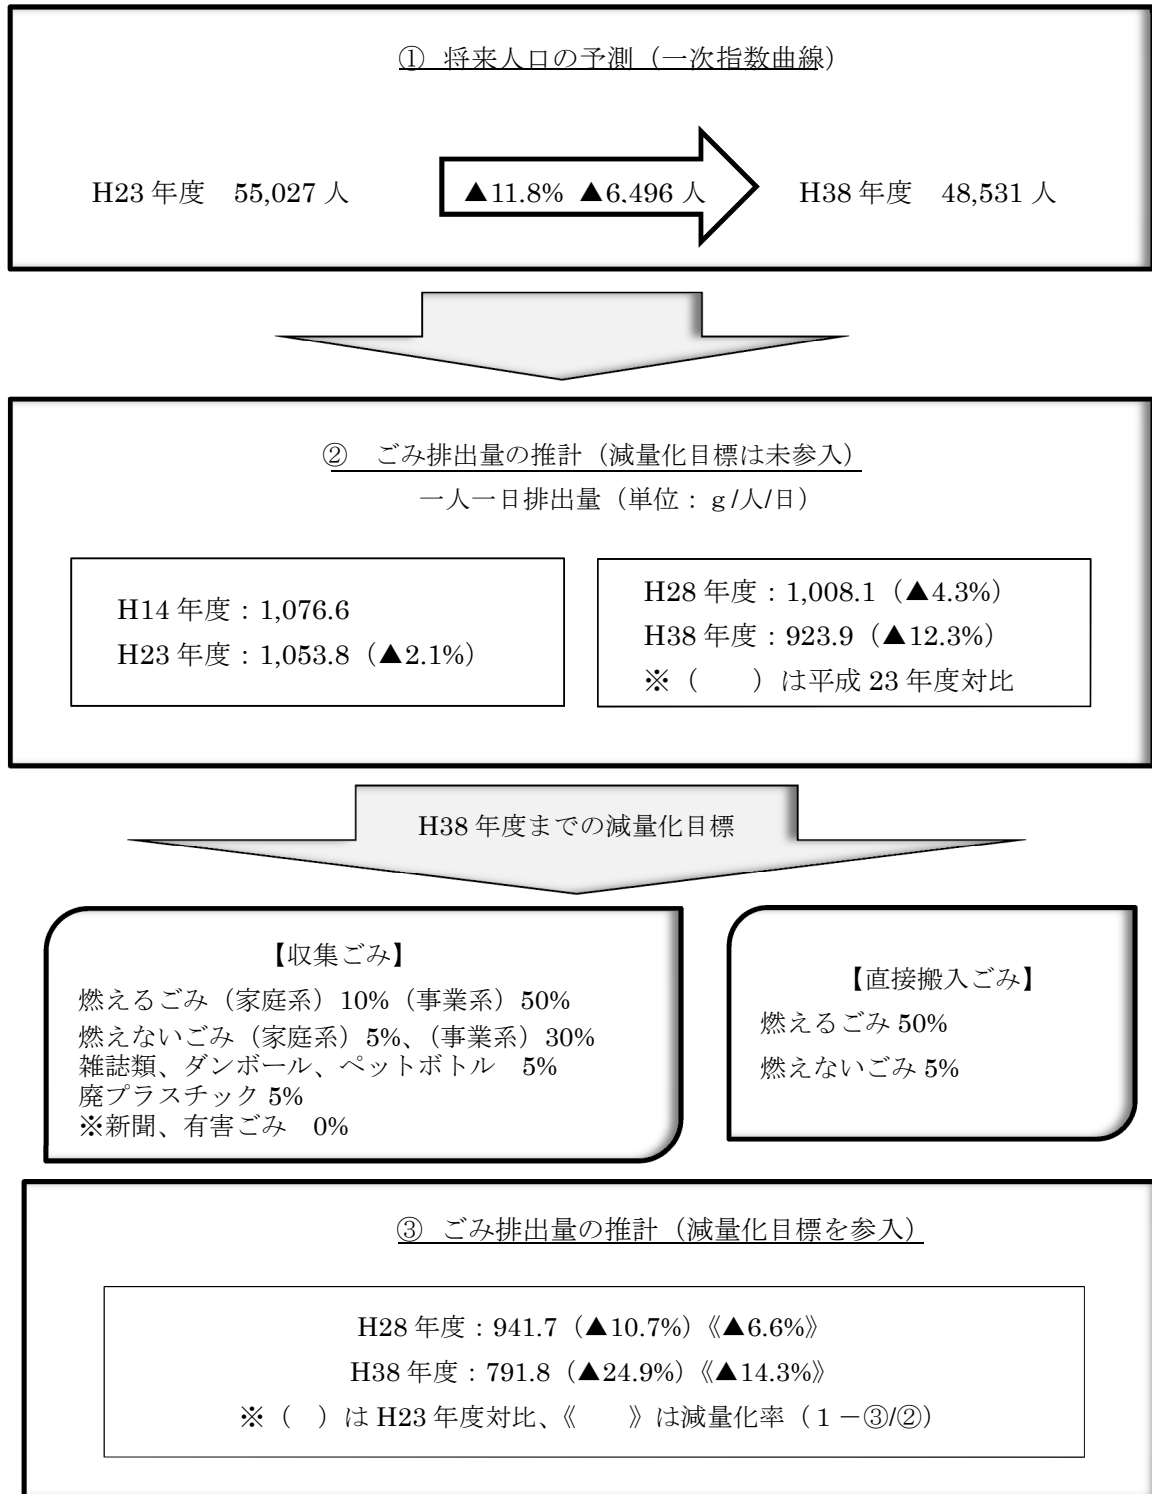 ① 将来人口の予測（一次指数曲線）
H23 年度　55,027 人
▲11.8% ▲6,496 人
H38 年度　48,531 人
②　ごみ排出量の推計（減量化目標は未参入）
一人一日排出量（単位：ｇ/人/日）
H14 年度：1,076.6
H23 年度：1,053.8（▲2.1%）
H28 年度：1,008.1（▲4.3%）
H38 年度：923.9（▲12.3%）
※（　　）は平成 23 年度対比
H38 年度までの減量化目標
【収集ごみ】
燃えるごみ（家庭系）10%（事業系）50%
燃えないごみ（家庭系）5%、（事業系）30%
雑誌類、ダンボール、ペットボトル　5%
廃プラスチック 5%
※新聞、有害ごみ　0%
【直接搬入ごみ】
燃えるごみ 50%
燃えないごみ 5%
③ ごみ排出量の推計（減量化目標を参入）
H28 年度：941.7（▲10.7%）《▲6.6%》
H38 年度：791.8（▲24.9%）《▲14.3%》
※（　）は H23 年度対比、《　　》は減量化率（１－③/②）